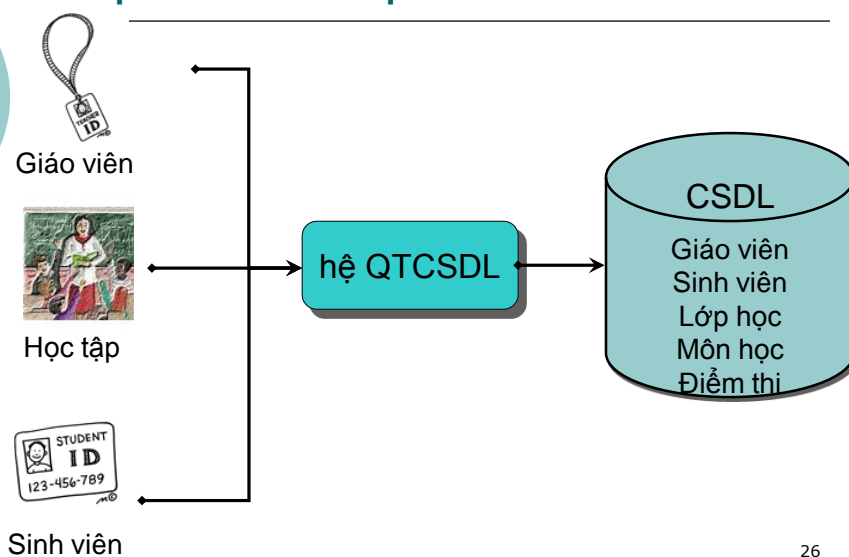 TEACHER
ID
Giáo viên
Học tập
STUDENT
ID
123-456-789
Sinh viên
hệ QTCSDL
CSDL
Giáo viên
Sinh viên
Lớp học
Môn học
Điểm thi
26